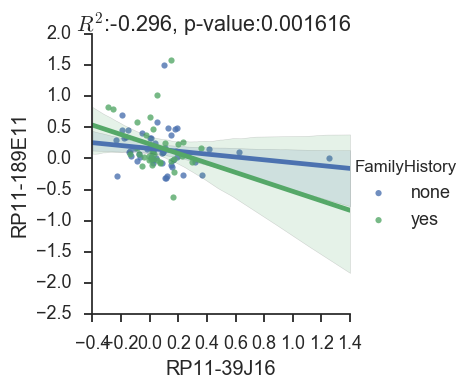 R²:-0.296, p-value:0.001616
2.0
1.5
1.0
0.5
0.0
−0.5
−1.0
−1.5
−2.0
−2.5
RP11-189E11
−0.4 −0.2 0.0 0.2 0.4 0.6 0.8 1.0 1.2 1.4
RP11-39J16
FamilyHistory
none
yes